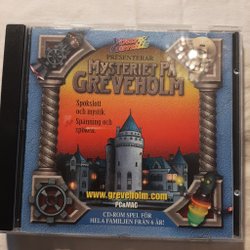 PRESENTERAR
MYSTERIET PÅ
GREVEHOLM
Spökslott
och mystik.
Spänning och
spöken.
www.greveholm.com
PC&MAC
CD-ROM SPEL FÖR
HELA FAMILJEN FRÅN 6 ÅR!